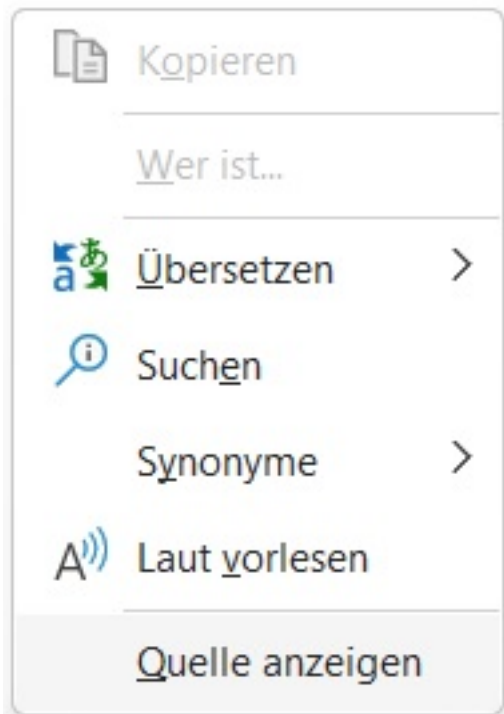 Kopieren
Wer ist...
Übersetzen
Suchen
Synonyme
Laut vorlesen
Quelle anzeigen